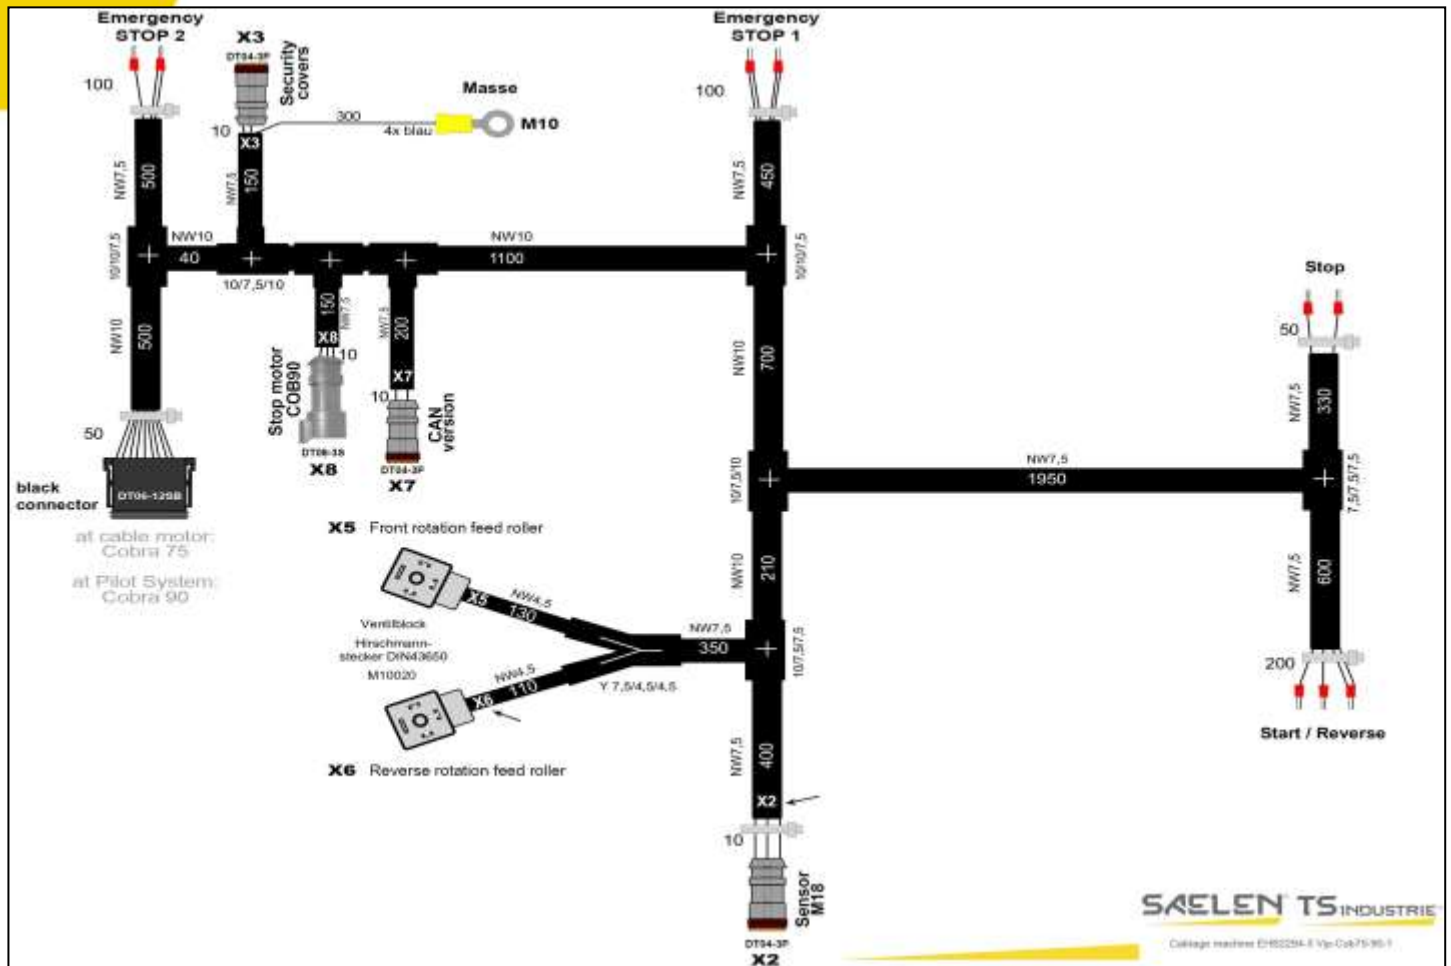 Emergency
STOP 2
X3
DT04-3P
Security
covers
100
10
X3
Masse
300
4x blau
M10
Emergency
STOP 1
100
NW7,5
500
NW7,5
150
NW7,5
450
10/10/7,5
NW10
40
10/7,5/10
NW10
1100
10/10/7,5
NW10
500
150
NW7,5
X8
10
NW7,5
200
X7
10
NW10
700
Stop
50
NW7,5
330
50
Stop motor
COB90
CAN
version
DT04-3P
X8
X7
black
connector
DT06-12SB
at cable motor:
Cobra 75
at Pilot System:
Cobra 90
10/7,5/10
NW7,5
1950
7,5/7,5/7,5
X5 Front rotation feed roller
X5
NW4,5
130
Ventilblock
Hirschmann-
stecker DIN43650
M10020
NW4,5
X6
110
Y 7,5/4,5/4,5
NW7,5
350
NW10
210
10/7,5/7,5
NW7,5
600
200
Start / Reverse
X6 Reverse rotation feed roller
NW7,5
400
X2
10
Sensor
M18
DT04-3P
X2
SAELEN TS INDUSTRIE